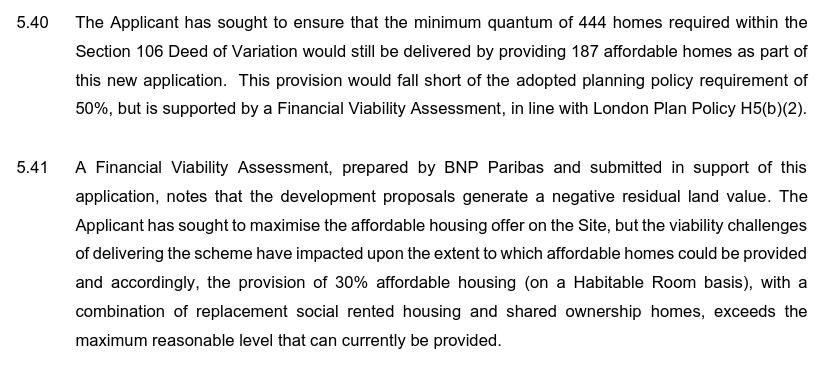 5.40 The Applicant has sought to ensure that the minimum quantum of 444 homes required within the
Section 106 Deed of Variation would still be delivered by providing 187 affordable homes as part of
this new application. This provision would fall short of the adopted planning policy requirement of
50%, but is supported by a Financial Viability Assessment, in line with London Plan Policy H5(b)(2).
5.41 A Financial Viability Assessment, prepared by BNP Paribas and submitted in support of this
application, notes that the development proposals generate a negative residual land value. The
Applicant has sought to maximise the affordable housing offer on the Site, but the viability challenges
of delivering the scheme have impacted upon the extent to which affordable homes could be provided
and accordingly, the provision of 30% affordable housing (on a Habitable Room basis), with a
combination of replacement social rented housing and shared ownership homes, exceeds the
maximum reasonable level that can currently be provided.